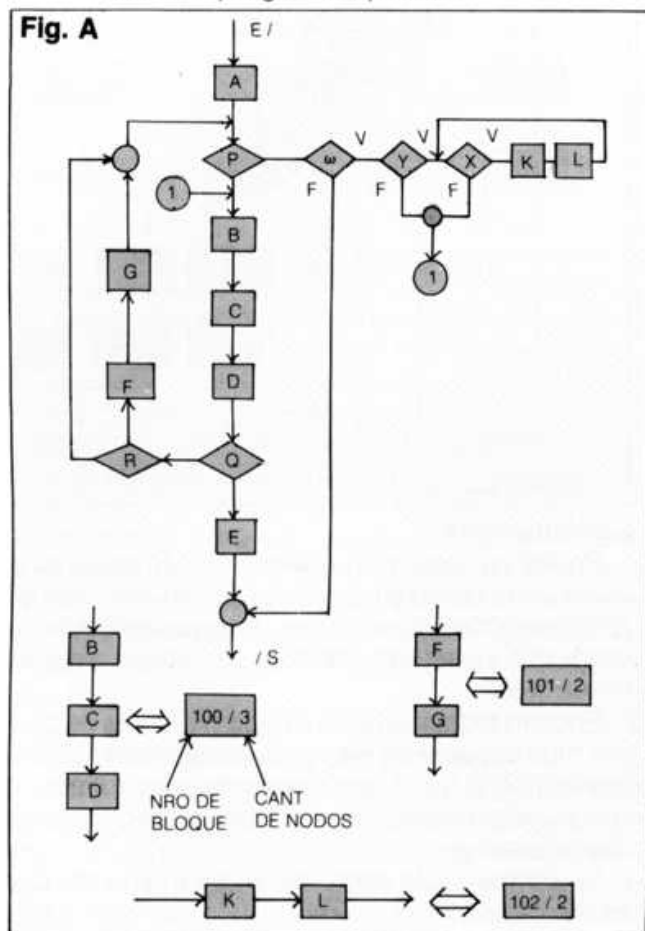 Fig. A
E /
A
P
ω
V
F
Y
V
F
X
V
F
K
L
1
B
1
G
C
F
D
R
Q
E
/ S
B
C
D
100 / 3
NRO DE BLOQUE
CANT DE NODOS
F
G
101 / 2
K
L
102 / 2